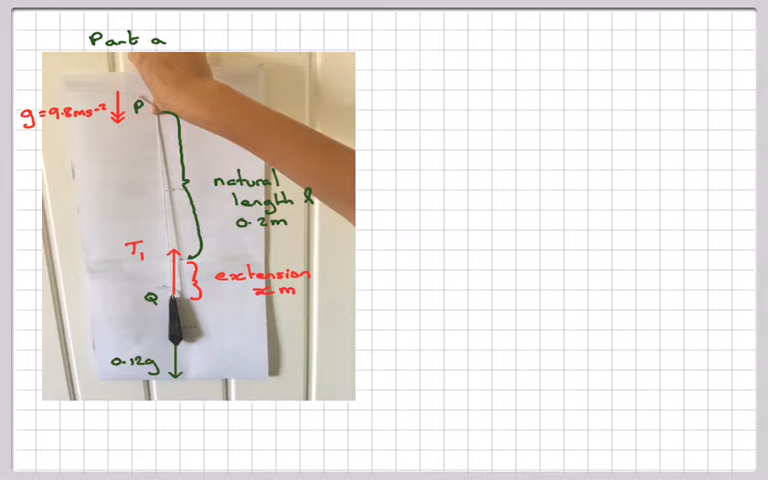 Part a
g = 9.8ms⁻²
P
natural
length l
0.2m
T₁
extension
x m
Q
0.12g